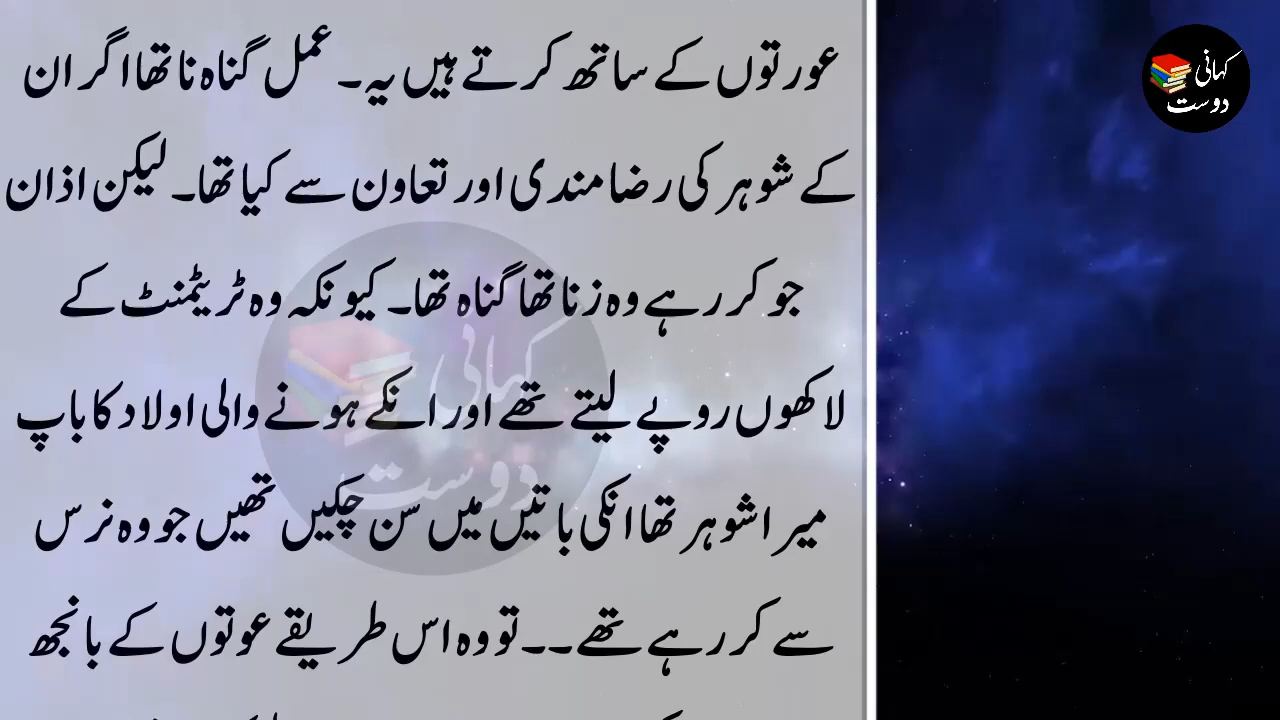 عورتوں کے ساتھ کرتے ہیں یہ۔ عمل گناہ نا تھا اگر ان
کے شوہر کی رضامندی اور تعاون سے کیا تھا۔ لیکن اذان
جو کر رہے وہ زنا تھا گناہ تھا۔ کیونکہ وہ ٹریٹمنٹ کے
لاکھوں روپے لیتے تھے اور انکے ہونے والی اولاد کا باپ
میرا شوہر تھا انکی باتیں میں سن چکیں تھیں جو وہ نرس
سے کر رہے تھے۔۔ تو وہ اس طریقے عوتوں کے بانجھ
کہانی
دوست
کہانی
دوست